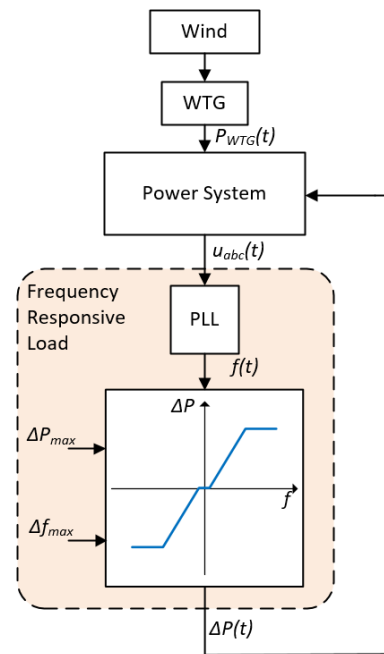 Wind
WTG
P_WTG(t)
Power System
u_abc(t)
Frequency
Responsive
Load
PLL
f(t)
ΔP
ΔP_max
f
Δf_max
ΔP(t)